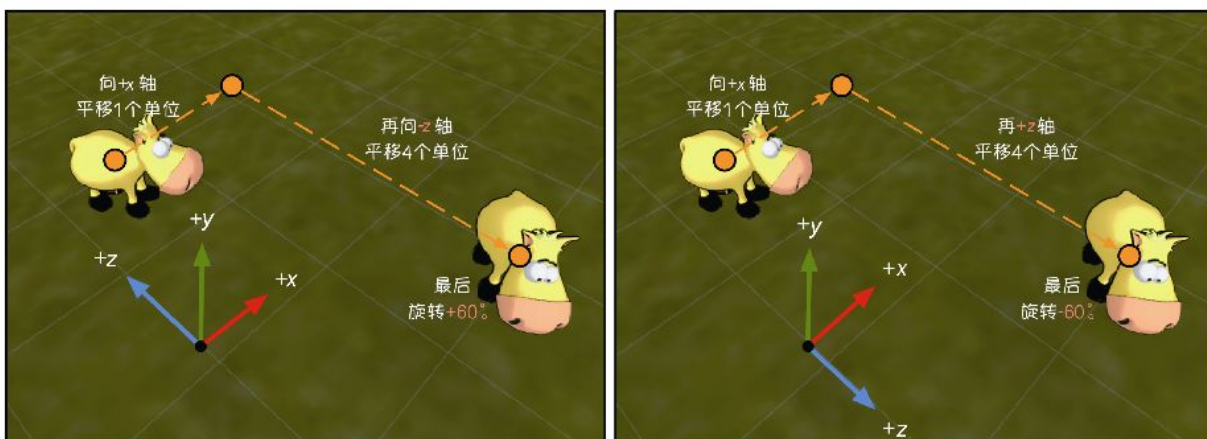 向+x 轴
平移1个单位
再向-z 轴
平移4个单位
+y
+z
+x
最后
旋转+60°
向+x 轴
平移1个单位
再+z轴
平移4个单位
+y
+x
最后
旋转-60°
+z